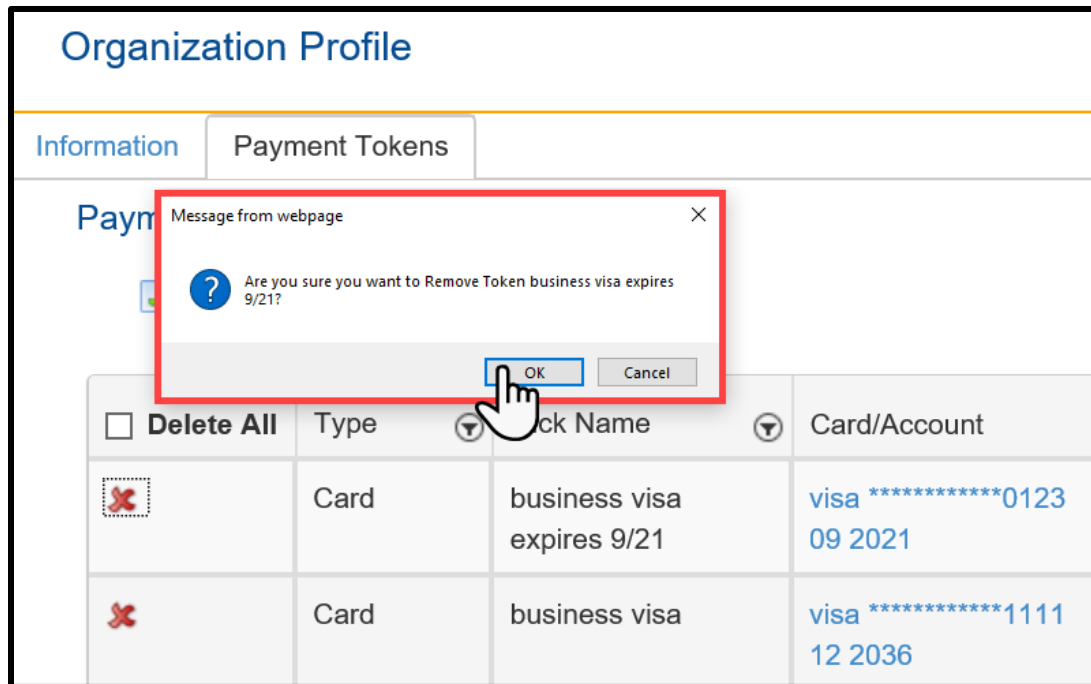 Organization Profile
Information
Payment Tokens
Message from webpage
Are you sure you want to Remove Token business visa expires
9/21?
OK
Cancel
Delete All
Type
Name
Card/Account
Card
business visa
expires 9/21
visa ************0123
09 2021
Card
business visa
visa ************1111
12 2036